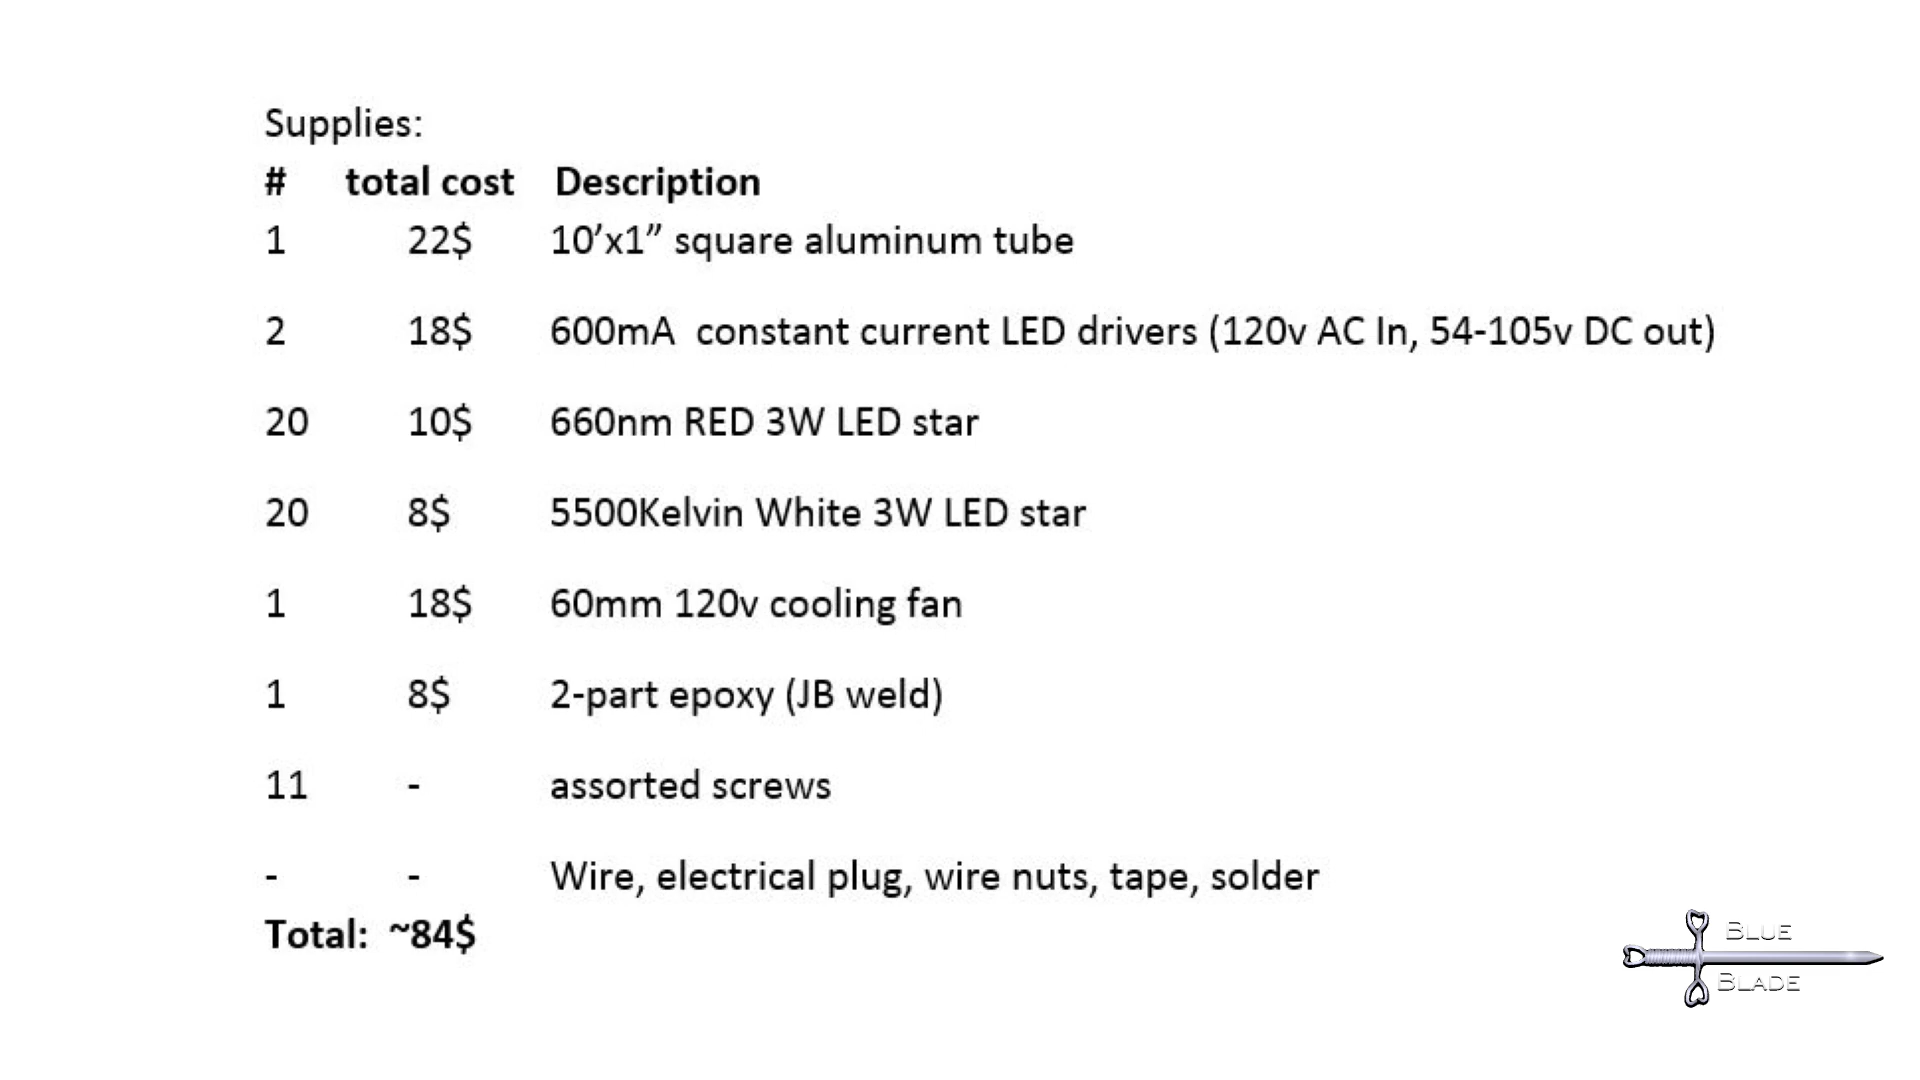 Supplies:
# total cost Description
1 22$ 10’x1” square aluminum tube
2 18$ 600mA constant current LED drivers (120v AC In, 54-105v DC out)
20 10$ 660nm RED 3W LED star
20 8$ 5500Kelvin White 3W LED star
1 18$ 60mm 120v cooling fan
1 8$ 2-part epoxy (JB weld)
11 - assorted screws
- - Wire, electrical plug, wire nuts, tape, solder
Total: ~84$
BLUE
BLADE